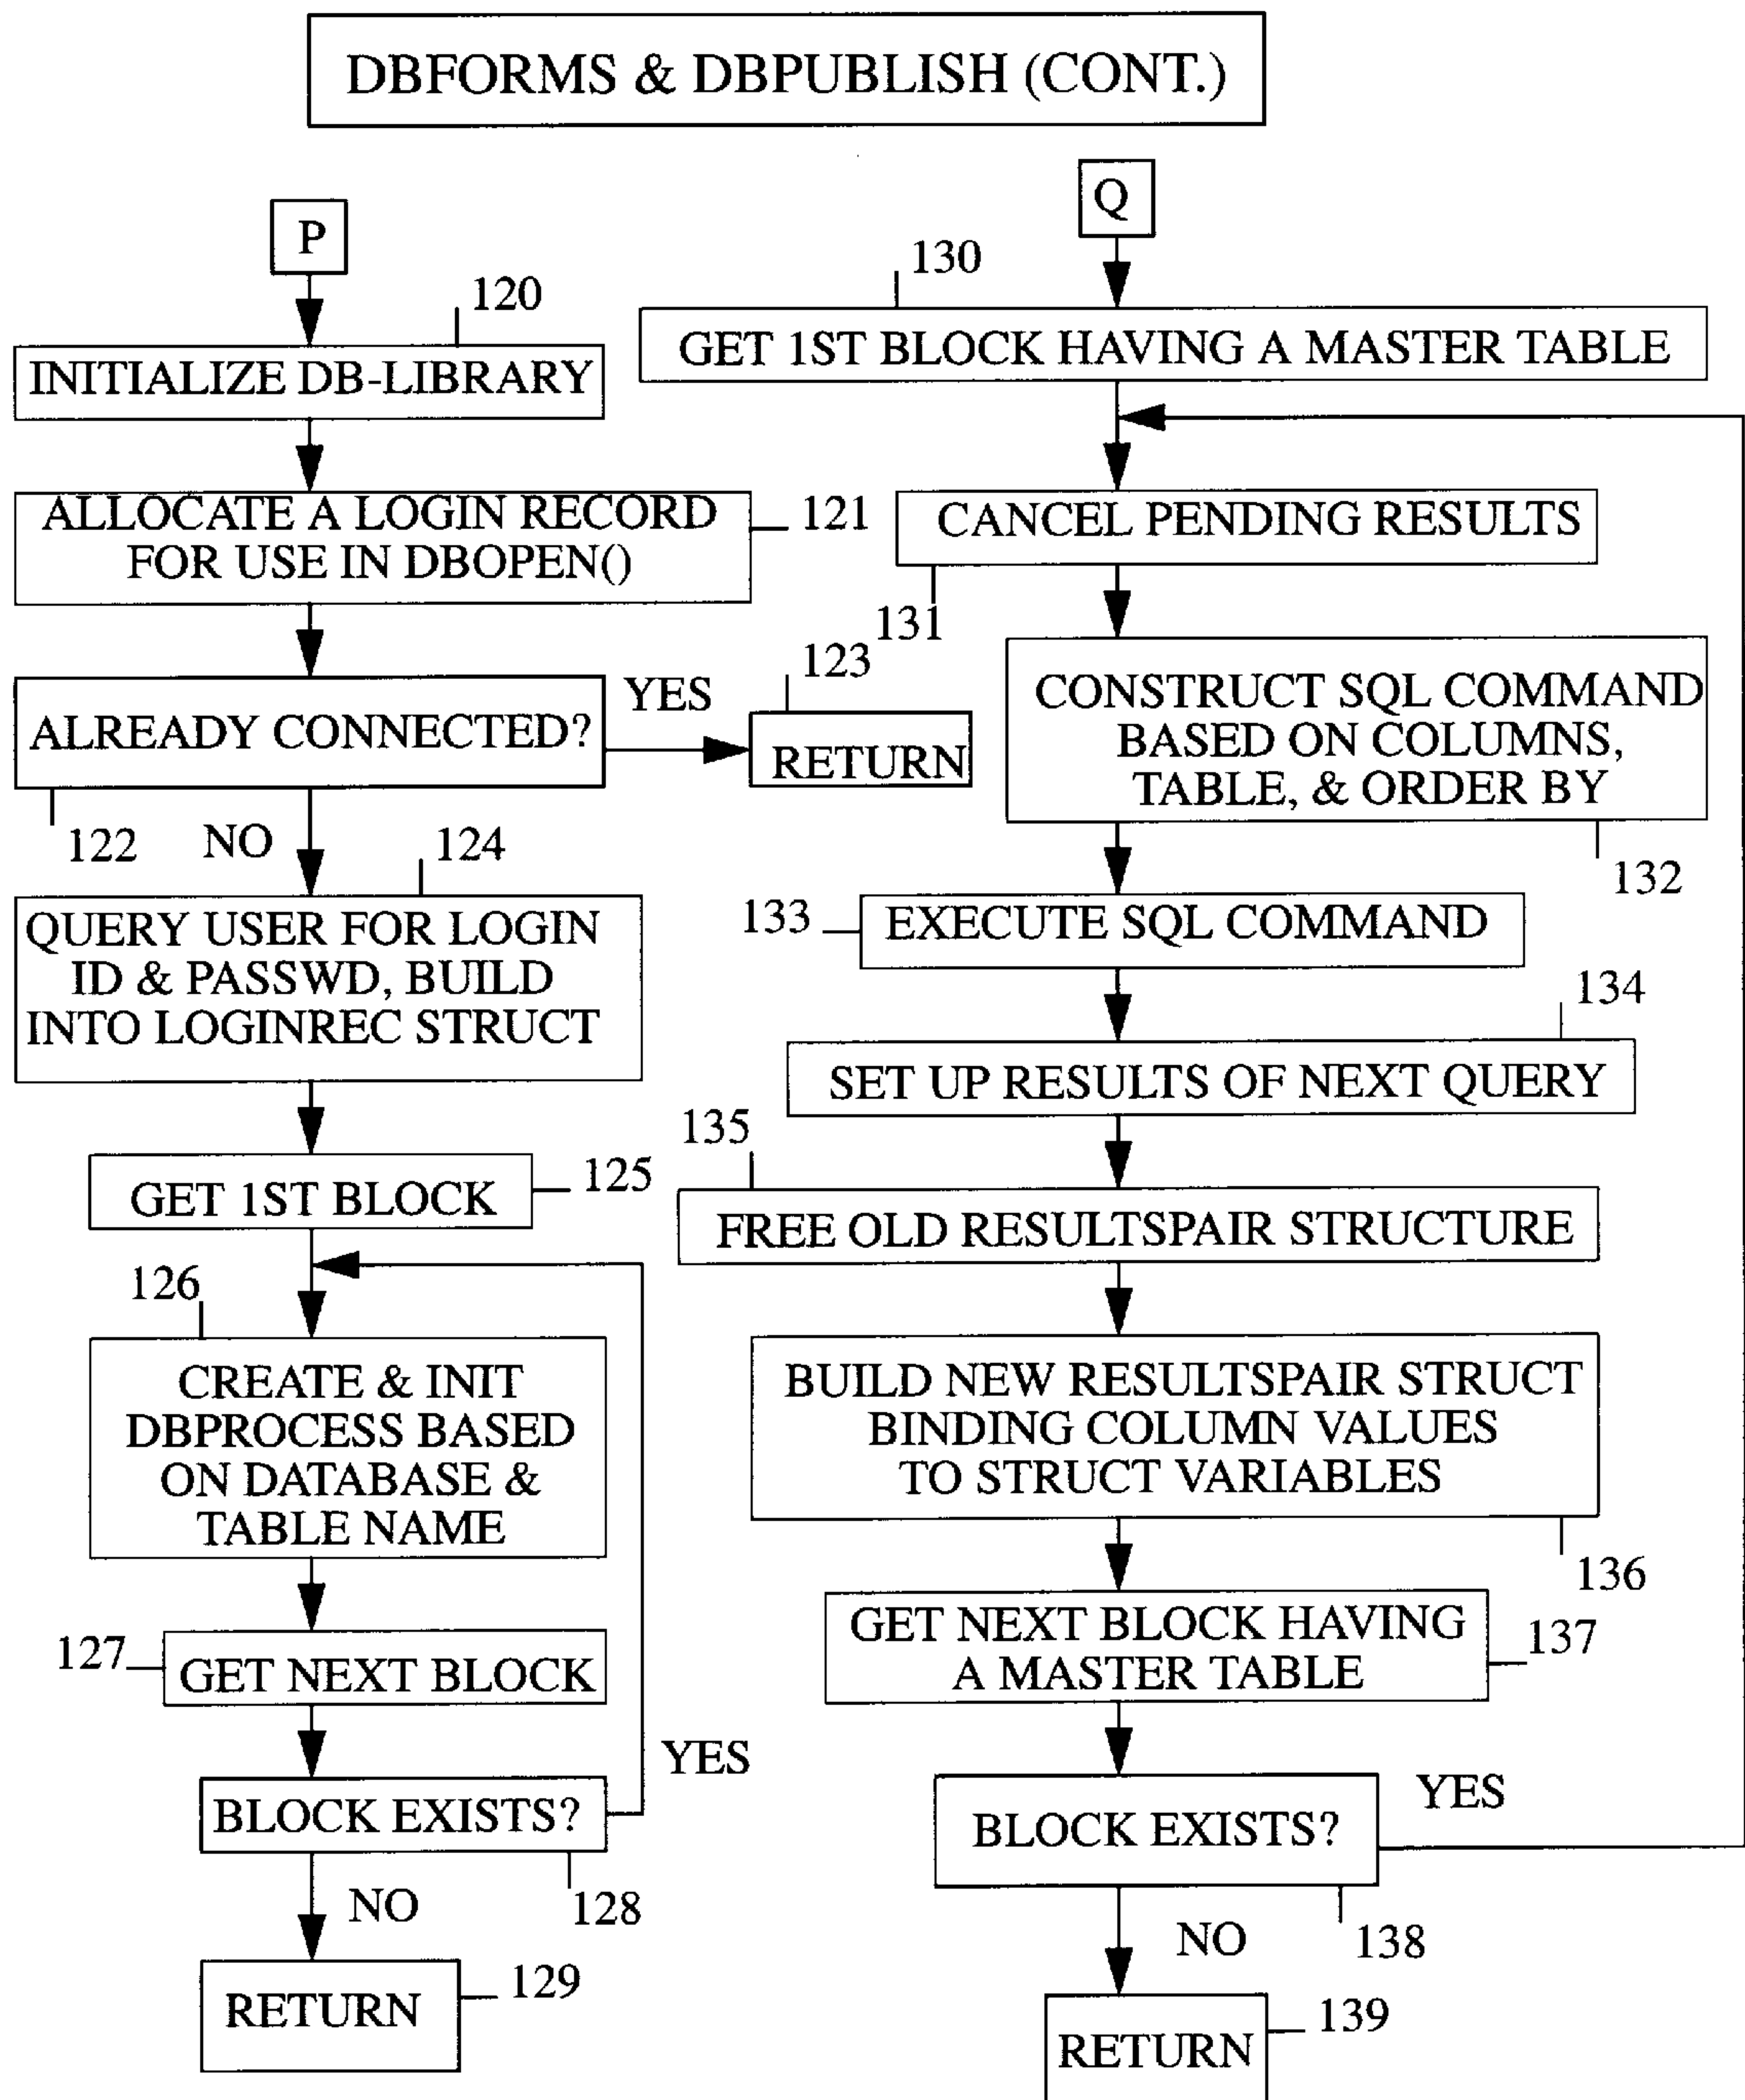 DBFORMS & DBPUBLISH (CONT.)
P
120
INITIALIZE DB-LIBRARY
ALLOCATE A LOGIN RECORD
FOR USE IN DBOPEN()
121
ALREADY CONNECTED?
YES
123
RETURN
122
NO
124
QUERY USER FOR LOGIN
ID & PASSWD, BUILD
INTO LOGINREC STRUCT
GET 1ST BLOCK
125
126
CREATE & INIT
DBPROCESS BASED
ON DATABASE &
TABLE NAME
127
GET NEXT BLOCK
YES
BLOCK EXISTS?
128
NO
RETURN
129
Q
130
GET 1ST BLOCK HAVING A MASTER TABLE
CANCEL PENDING RESULTS
131
CONSTRUCT SQL COMMAND
BASED ON COLUMNS,
TABLE, & ORDER BY
132
133
EXECUTE SQL COMMAND
134
SET UP RESULTS OF NEXT QUERY
135
FREE OLD RESULTSPAIR STRUCTURE
BUILD NEW RESULTSPAIR STRUCT
BINDING COLUMN VALUES
TO STRUCT VARIABLES
136
GET NEXT BLOCK HAVING
A MASTER TABLE
137
YES
BLOCK EXISTS?
138
NO
RETURN
139